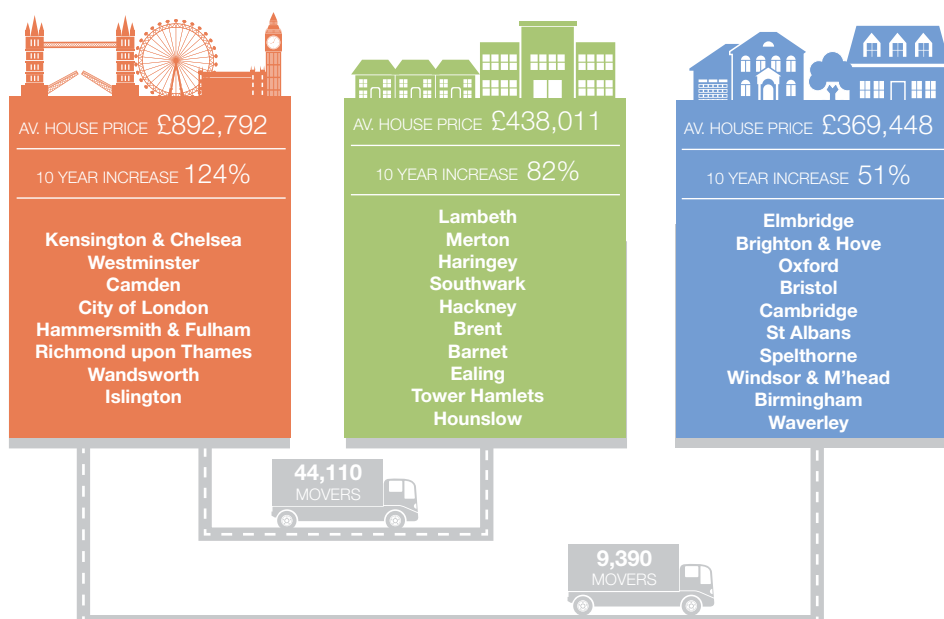 AV. HOUSE PRICE £892,792
10 YEAR INCREASE 124%
Kensington & Chelsea
Westminster
Camden
City of London
Hammersmith & Fulham
Richmond upon Thames
Wandsworth
Islington
AV. HOUSE PRICE £438,011
10 YEAR INCREASE 82%
Lambeth
Merton
Haringey
Southwark
Hackney
Brent
Barnet
Ealing
Tower Hamlets
Hounslow
AV. HOUSE PRICE £369,448
10 YEAR INCREASE 51%
Elmbridge
Brighton & Hove
Oxford
Bristol
Cambridge
St Albans
Spelthorne
Windsor & M'head
Birmingham
Waverley
44,110
MOVERS
9,390
MOVERS